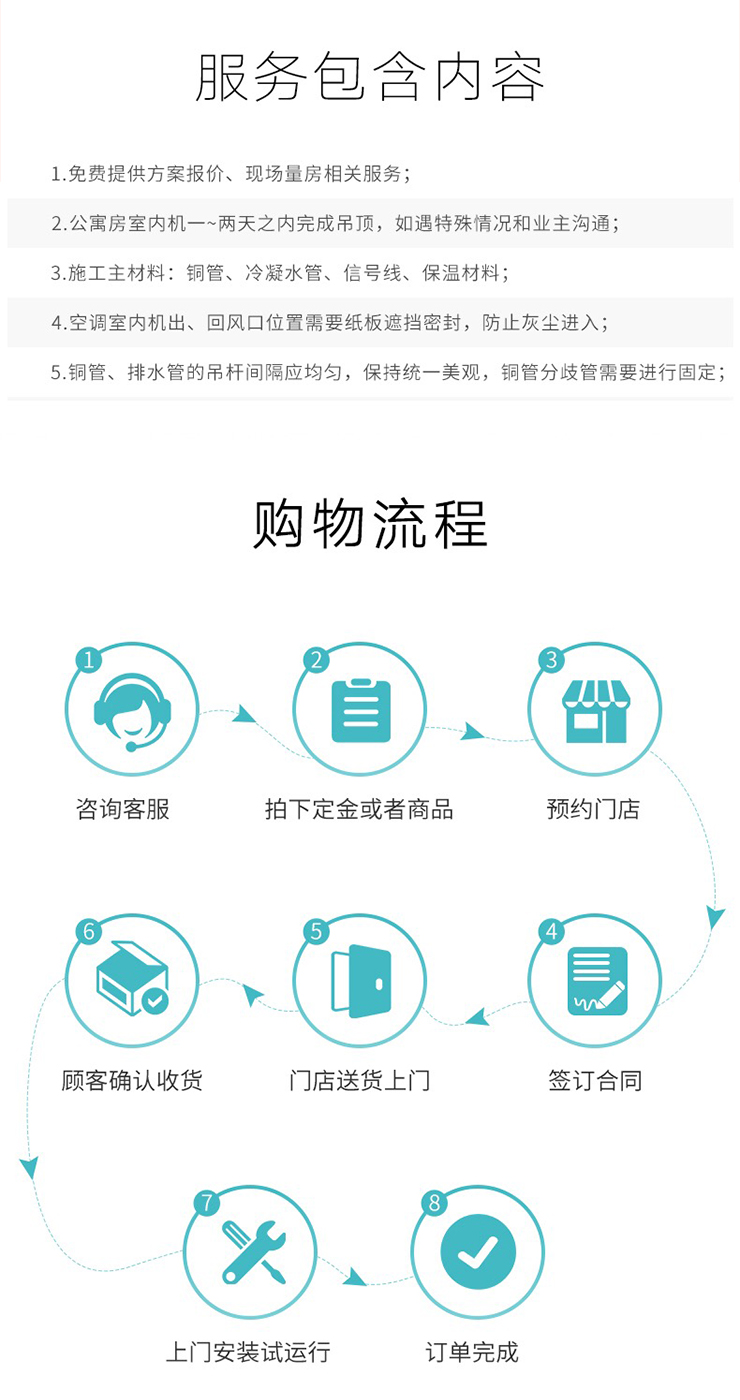 服务包含内容
1.免费提供方案报价、现场量房相关服务；
2.公寓房室内机一~两天之内完成吊顶，如遇特殊情况和业主沟通；
3.施工主材料：铜管、冷凝水管、信号线、保温材料；
4.空调室内机出、回风口位置需要纸板遮挡密封，防止灰尘进入；
5.铜管、排水管的吊杆间隔应均匀，保持统一美观，铜管分歧管需要进行固定；
购物流程
1
2
3
咨询客服
拍下定金或者商品
预约门店
6
5
4
顾客确认收货
门店送货上门
签订合同
7
8
上门安装试运行
订单完成